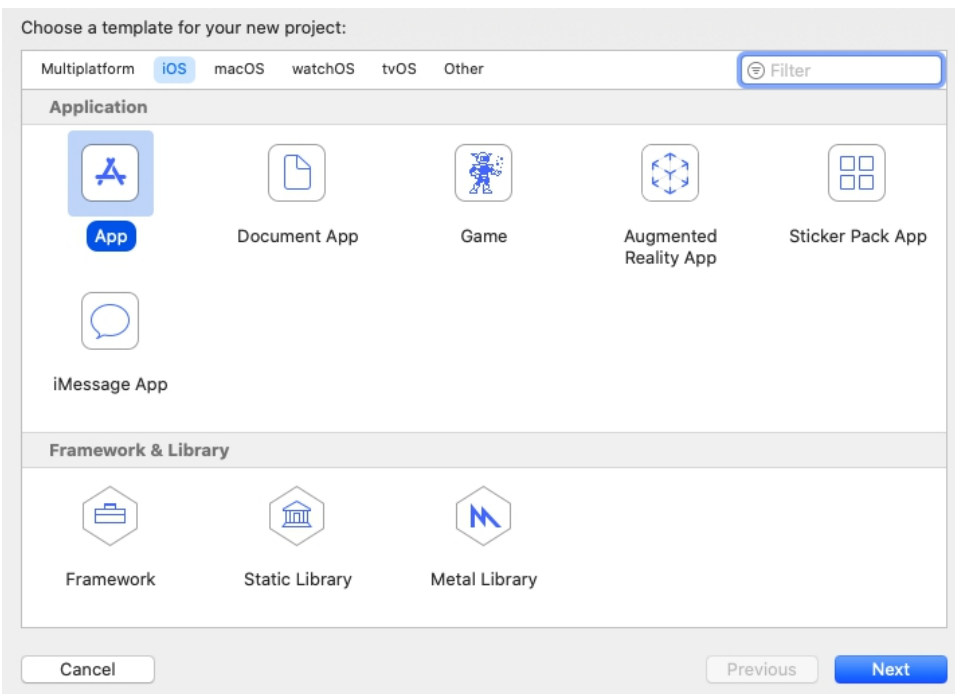 Choose a template for your new project:
Multiplatform iOS macOS watchOS tvOS Other Filter
Application
App Document App Game Augmented Reality App Sticker Pack App
iMessage App
Framework & Library
Framework Static Library Metal Library
Cancel Previous Next